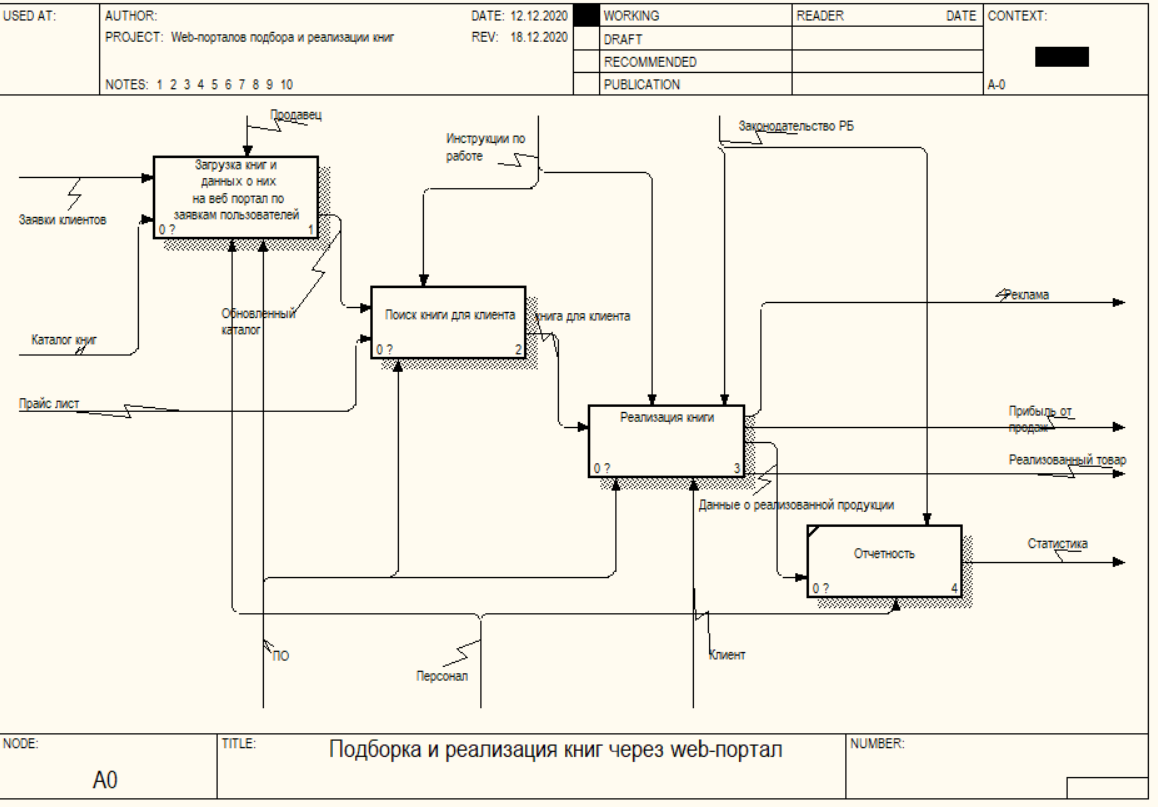 USED AT:
AUTHOR:
DATE: 12.12.2020
WORKING
READER
DATE
CONTEXT:
PROJECT: Web-порталов подбора и реализации книг
REV: 18.12.2020
DRAFT
RECOMMENDED
NOTES: 1 2 3 4 5 6 7 8 9 10
PUBLICATION
A-0
Продавец
Инструкции по
работе
Законодательство РБ
Загрузка книг и
данных о них
на веб портал по
заявкам пользователей
0 ?
1
Заявки клиентов
Обновленный
каталог
Каталог книг
Поиск книги для клиента
0 ?
2
книга для клиента
Реклама
Прайс лист
Реализация книги
0 ?
3
Прибыль от
продаж
Реализованный товар
Данные о реализованной продукции
Отчетность
0 ?
4
Статистика
ПО
Персонал
Клиент
NODE:
A0
TITLE:
Подборка и реализация книг через web-портал
NUMBER: